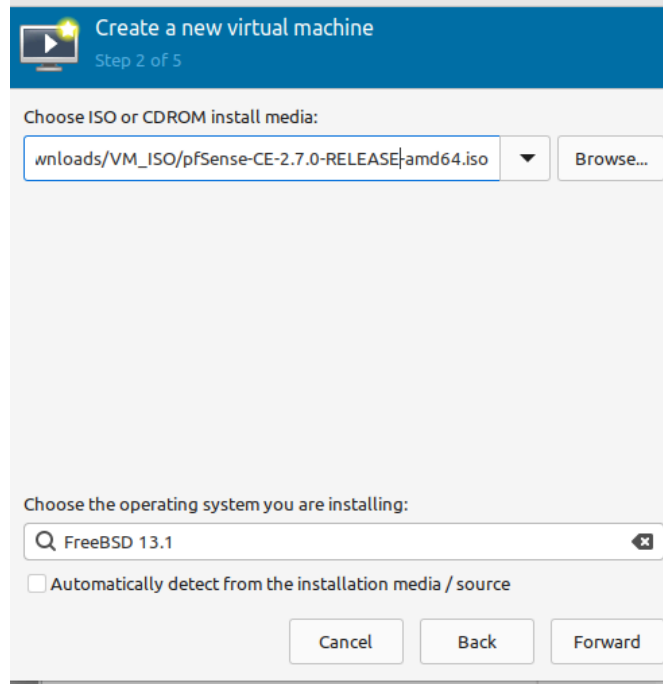 Create a new virtual machine
Step 2 of 5
Choose ISO or CDROM install media:
wnloads/VM_ISO/pfSense-CE-2.7.0-RELEASE-amd64.iso
Browse...
Choose the operating system you are installing:
FreeBSD 13.1
Automatically detect from the installation media / source
Cancel Back Forward